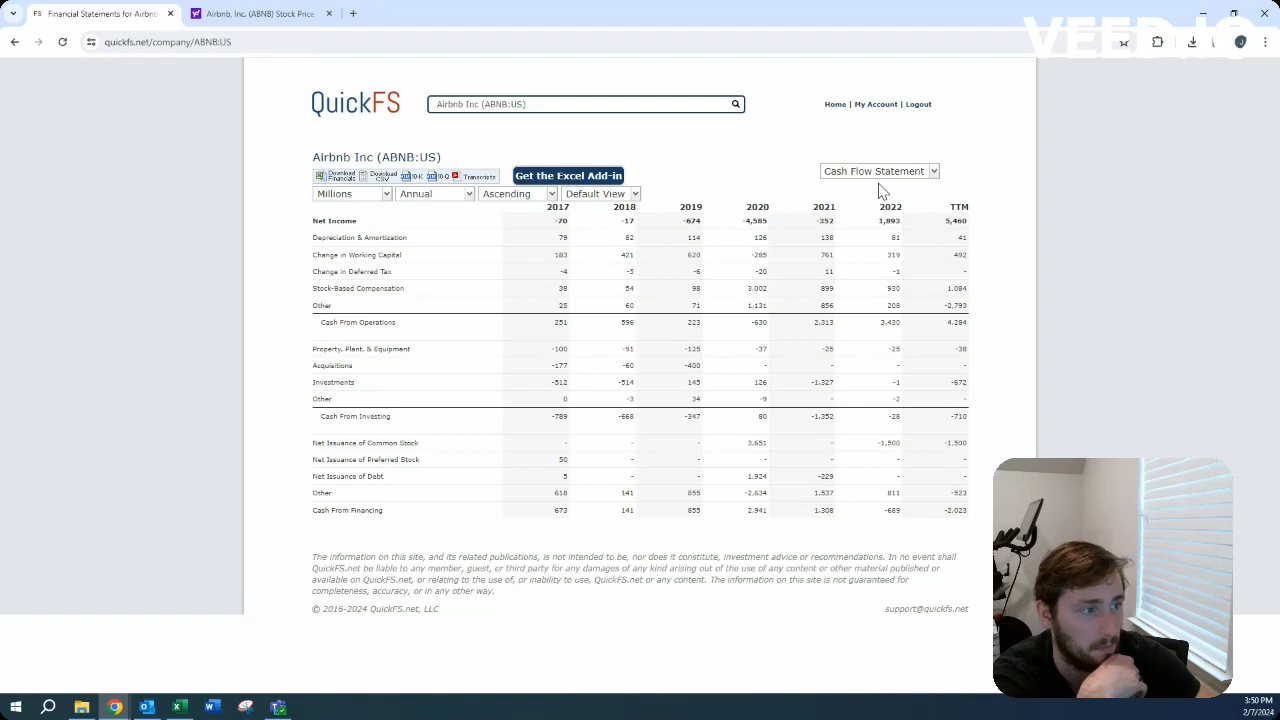 FS Financial Statements for Airbnb
Airbnb, Inc. (ABNB) Stock Price
quickfs.net/company/ABNB:US
VEED.IO
QuickFS
Airbnb Inc (ABNB:US)
Home | My Account | Logout
Airbnb Inc (ABNB:US)
Download Financials Download CSV 10-K 10-Q Transcripts Get the Excel Add-in Cash Flow Statement
Millions Annual Ascending Default View
2017 2018 2019 2020 2021 2022 TTM
Net Income -70 -17 -674 -4,585 -352 1,893 5,460
Depreciation & Amortization 79 82 114 126 138 81 41
Change in Working Capital 183 421 620 -285 761 319 492
Change in Deferred Tax -4 -5 -6 -20 11 -1 -
Stock-Based Compensation 38 54 98 3,002 899 930 1,084
Other 25 60 71 1,131 856 208 -2,793
Cash From Operations 251 596 223 -630 2,313 3,430 4,284
Property, Plant, & Equipment -100 -91 -125 -37 -25 -25 -38
Acquisitions -177 -60 -400 - - - -
Investments -512 -514 145 126 -1,327 -1 -672
Other 0 -3 34 -9 - -2 -
Cash From Investing -789 -668 -347 80 -1,352 -28 -710
Net Issuance of Common Stock - - - 3,651 - -1,500 -1,500
Net Issuance of Preferred Stock 50 - - - - - -
Net Issuance of Debt 5 - - 1,924 -229 - -
Other 618 141 855 -2,634 1,537 811 -523
Cash From Financing 673 141 855 2,941 1,308 -689 -2,023
The information on this site, and its related publications, is not intended to be, nor does it constitute, investment advice or recommendations. In no event shall
QuickFS.net be liable to any member, guest, or third party for any damages of any kind arising out of the use of any content or other material published or
available on QuickFS.net, or relating to the use of, or inability to use, QuickFS.net or any content. The information on this site is not guaranteed for
completeness, accuracy, or in any other way.
© 2016-2024 QuickFS.net, LLC
support@quickfs.net
3:50 PM
2/7/2024